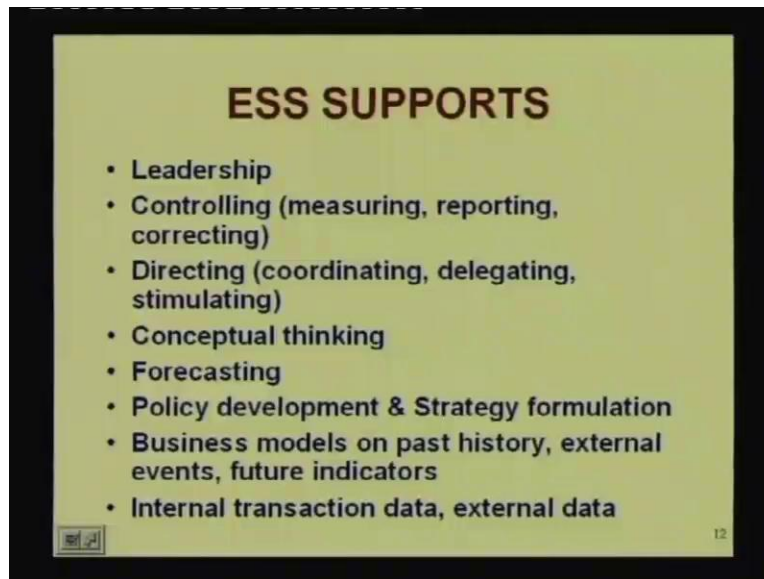 ESS SUPPORTS
• Leadership
• Controlling (measuring, reporting,
correcting)
• Directing (coordinating, delegating,
stimulating)
• Conceptual thinking
• Forecasting
• Policy development & Strategy formulation
• Business models on past history, external
events, future indicators
• Internal transaction data, external data
12